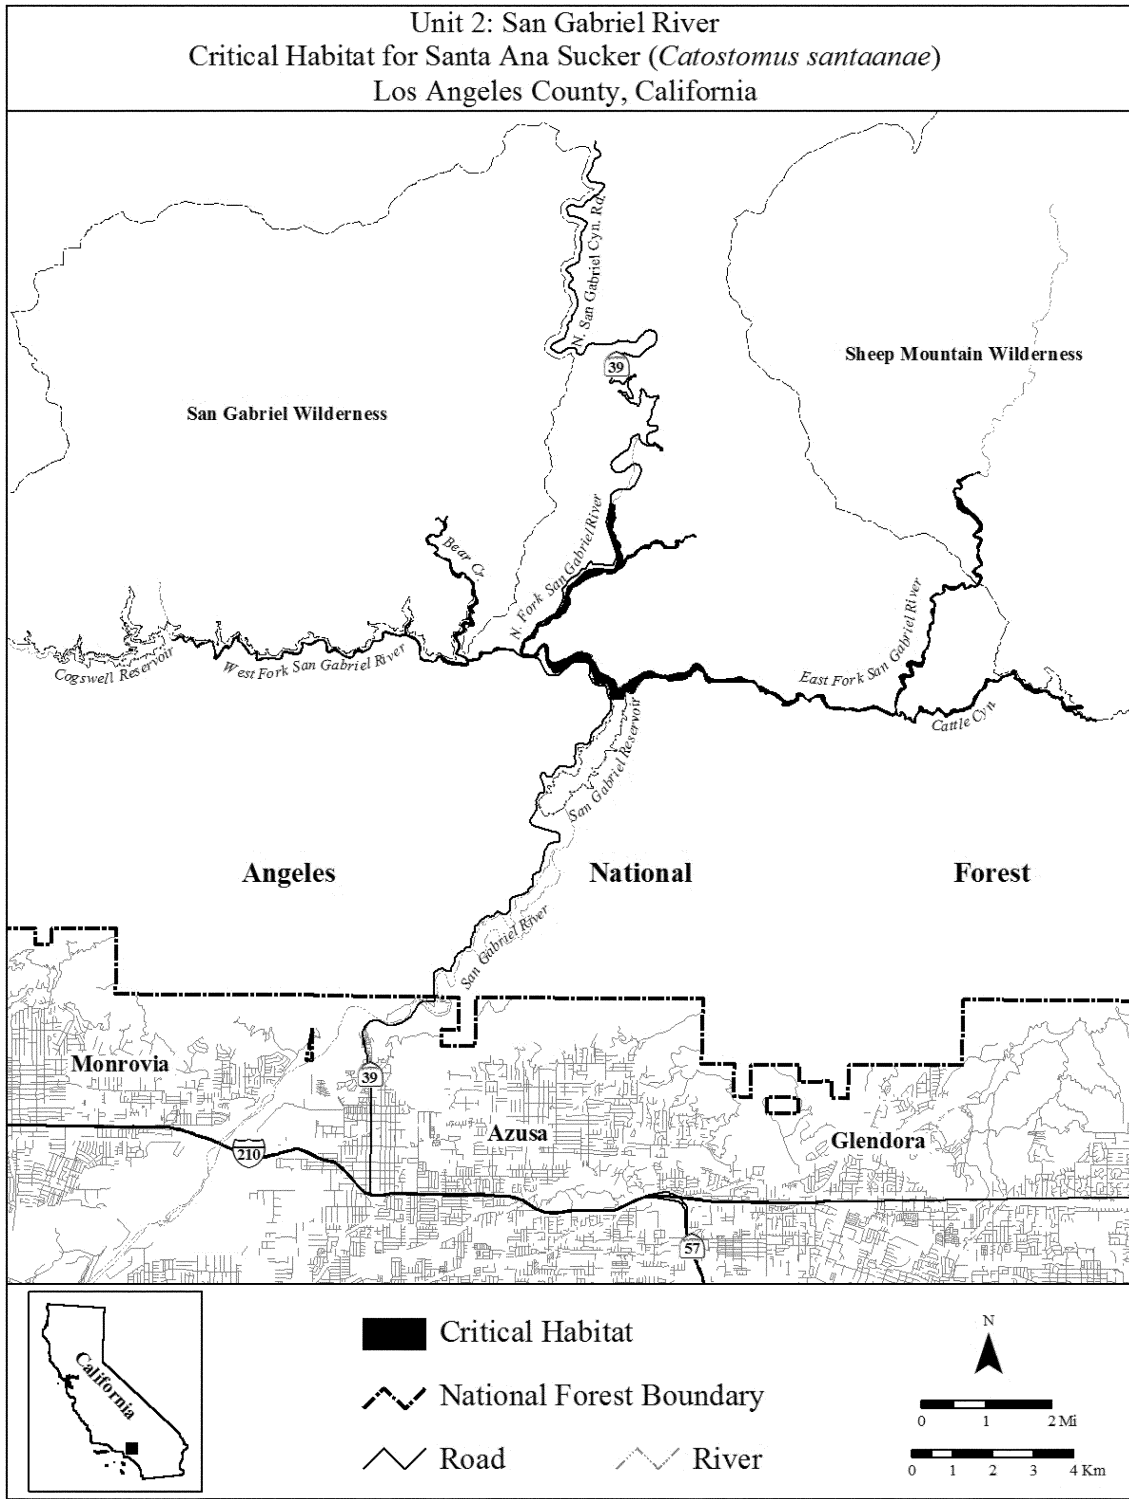 Unit 2: San Gabriel River
Critical Habitat for Santa Ana Sucker (Catostomus santaanae)
Los Angeles County, California
N. San Gabriel Cyn. Rd.
39
Sheep Mountain Wilderness
San Gabriel Wilderness
Bear Cr.
N. Fork San Gabriel River
Cogswell Reservoir
West Fork San Gabriel River
East Fork San Gabriel River
Cattle Cyn.
San Gabriel Reservoir
Angeles National Forest
San Gabriel River
Monrovia
39
Azusa
Glendora
210
57
California
Critical Habitat
National Forest Boundary
Road
River
N
0 1 2 Mi
0 1 2 3 4 Km